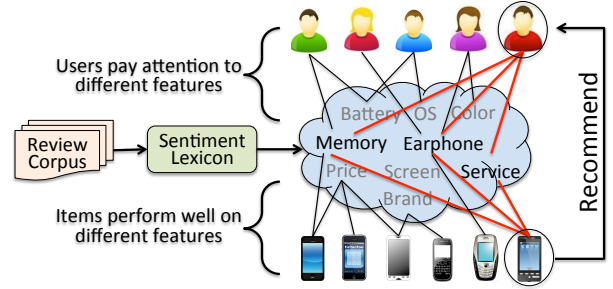 Users pay attention to
different features
Battery OS Color
Memory Earphone
Price Screen Service
Brand
Review
Corpus
Sentiment
Lexicon
Items perform well on
different features
Recommend